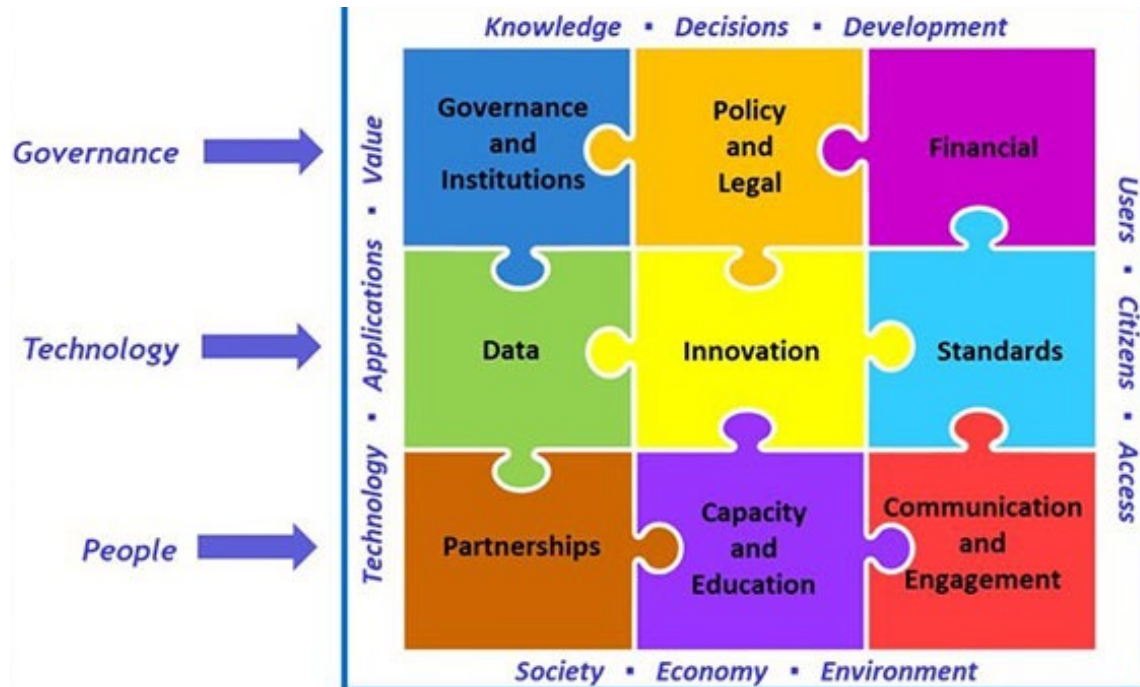 Knowledge ▪ Decisions ▪ Development
Governance
Technology
People
Technology ▪ Applications ▪ Value
Governance
and
Institutions
Policy
and
Legal
Financial
Data
Innovation
Standards
Partnerships
Capacity
and
Education
Communication
and
Engagement
Users ▪ Citizens ▪ Access
Society ▪ Economy ▪ Environment